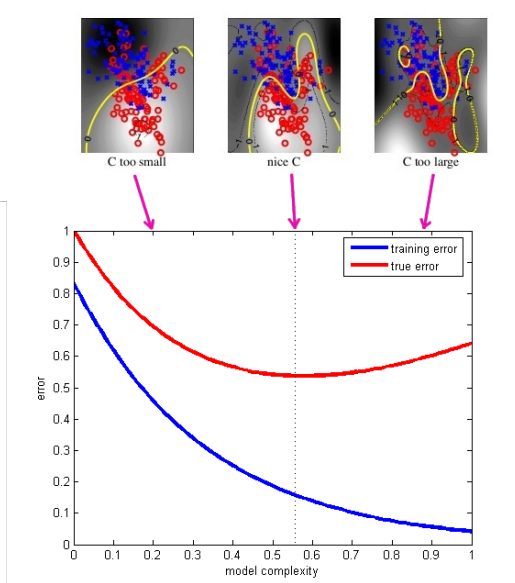 C too small
nice C
C too large
training error
true error
1
0.9
0.8
0.7
0.6
0.5
0.4
0.3
0.2
0.1
0
error
0 0.1 0.2 0.3 0.4 0.5 0.6 0.7 0.8 0.9 1
model complexity